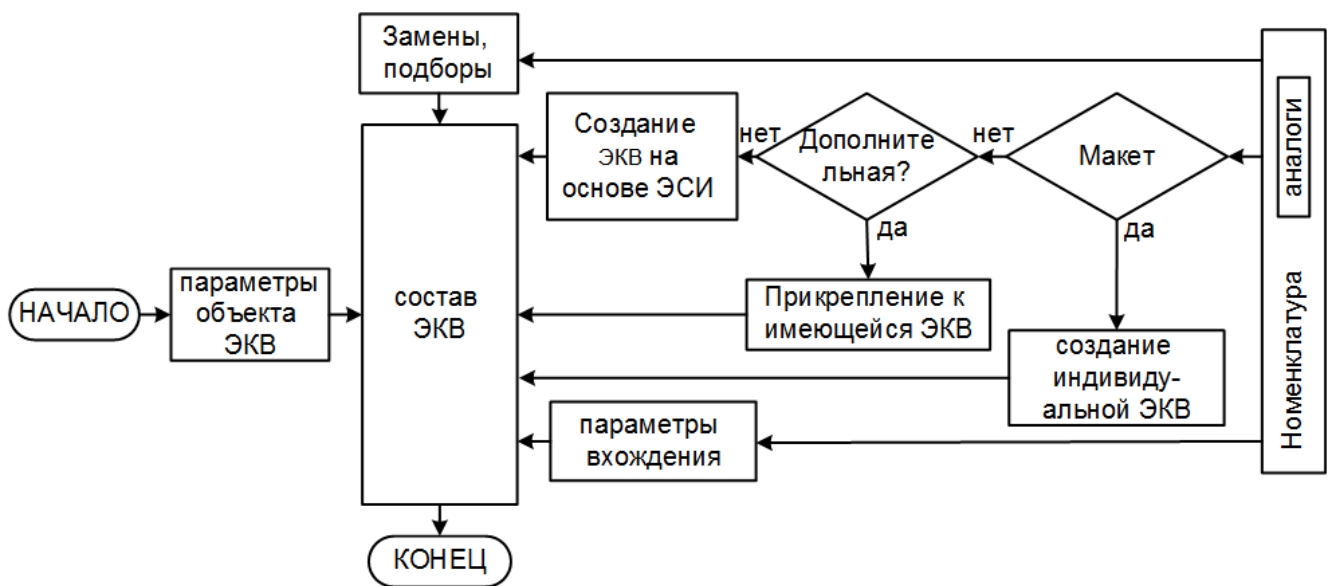 Замены,
подборы
Создание
ЭКВ на
основе ЭСИ
нет
Дополните
льная?
нет
Макет
аналоги
да
да
НАЧАЛО
параметры
объекта
ЭКВ
состав
ЭКВ
Прикрепление к
имеющейся ЭКВ
создание
индивиду-
альной ЭКВ
Номенклатура
параметры
вхождения
КОНЕЦ